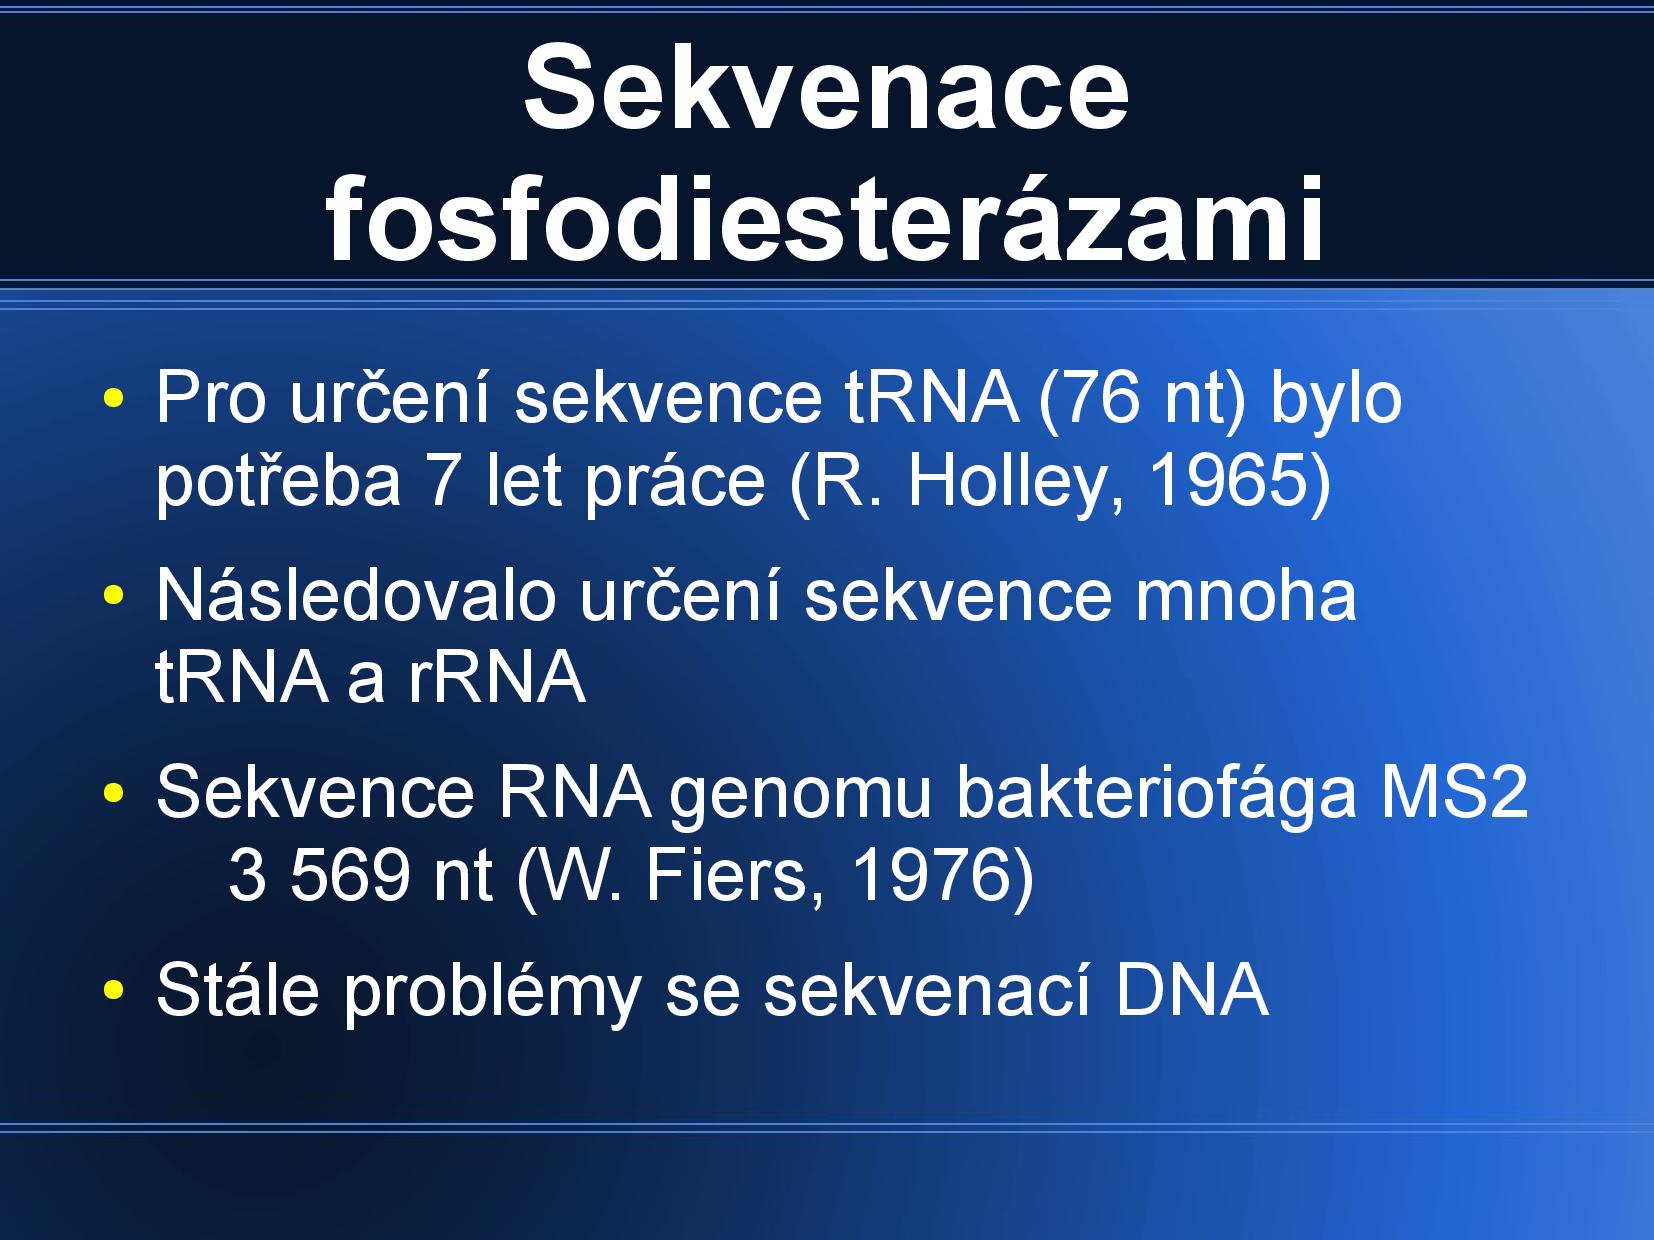 Sekvenace
fosfodiesterázami
• Pro určení sekvence tRNA (76 nt) bylo
potřeba 7 let práce (R. Holley, 1965)
• Následovalo určení sekvence mnoha
tRNA a rRNA
• Sekvence RNA genomu bakteriofága MS2
3 569 nt (W. Fiers, 1976)
• Stále problémy se sekvenací DNA